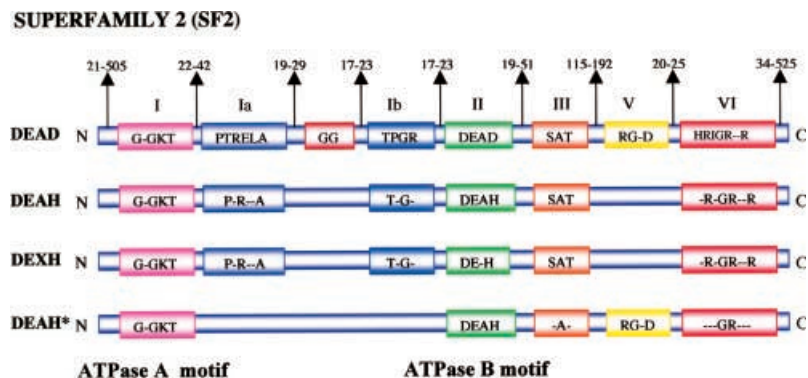 SUPERFAMILY 2 (SF2)
21-505 22-42 19-29 17-23 17-23 19-51 115-192 20-25 34-525
I Ia Ib II III V VI
DEAD N G-GKT PTRELA GG TPGR DEAD SAT RG-D HRIGR--R C
DEAH N G-GKT P-R--A T-G- DEAH SAT -R-GR--R C
DEXH N G-GKT P-R--A T-G- DE-H SAT -R-GR--R C
DEAH* N G-GKT DEAH -A- RG-D ---GR--- C
ATPase A motif ATPase B motif